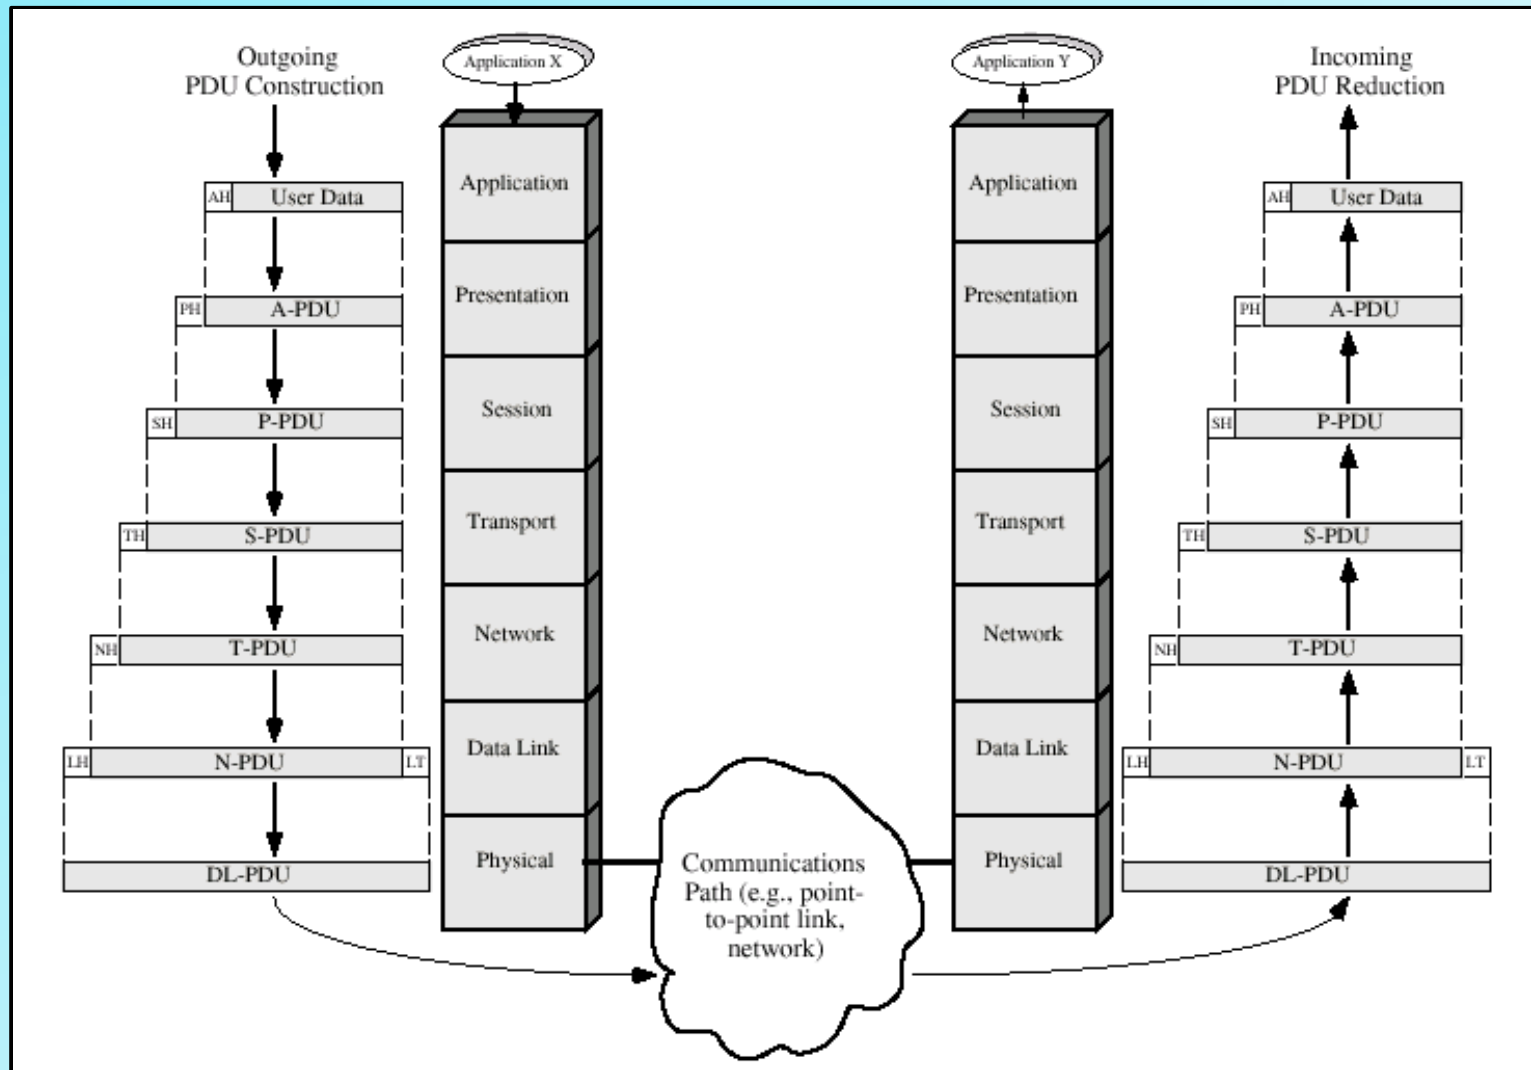 Outgoing
PDU Construction
Application X
Application Y
Incoming
PDU Reduction
AH
User Data
Application
Application
AH
User Data
PH
A-PDU
Presentation
Presentation
PH
A-PDU
SH
P-PDU
Session
Session
SH
P-PDU
TH
S-PDU
Transport
Transport
TH
S-PDU
NH
T-PDU
Network
Network
NH
T-PDU
LH
N-PDU
LT
Data Link
Data Link
LH
N-PDU
LT
DL-PDU
Physical
Communications
Path (e.g., point-
to-point link,
network)
Physical
DL-PDU